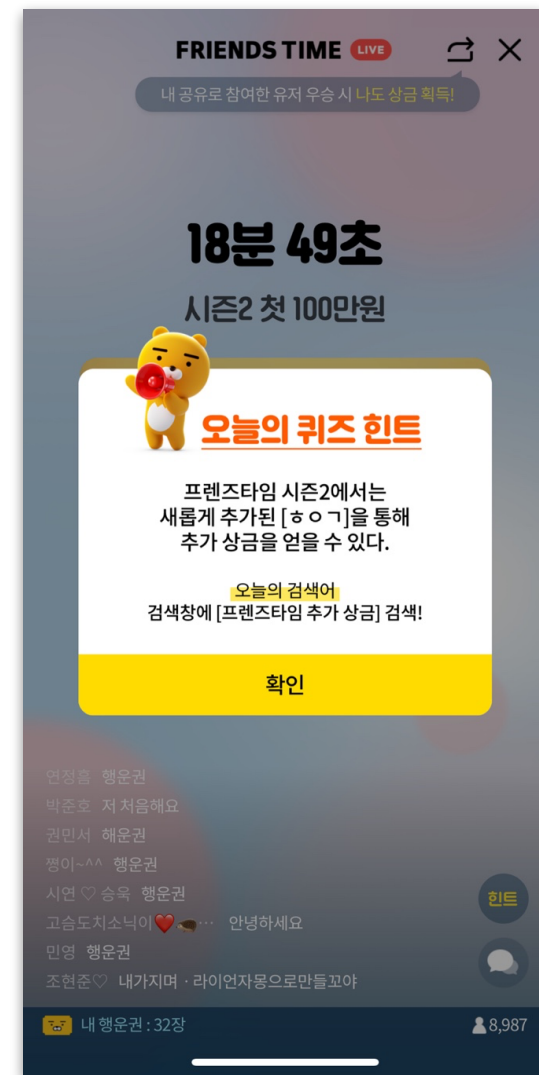 FRIENDS TIME LIVE
내 공유로 참여한 유저 우승 시 나도 상금 획득!
18분 49초
시즌2 첫 100만원
오늘의 퀴즈 힌트
프렌즈타임 시즌2에서는
새롭게 추가된 [ㅎㅇㄱ]을 통해
추가 상금을 얻을 수 있다.
오늘의 검색어
검색창에 [프렌즈타임 추가 상금] 검색!
확인
연정흠 행운권
박준호 저 처음해요
권민서 해운권
찡이~^^ 행운권
시연 ♡ 승욱 행운권
힌트
고슴도치소닉이❤️🦔… 안녕하세요
민영 행운권
조현준♡ 내가지며 · 라이언자몽으로만들꼬야
내 행운권 : 32장
8,987